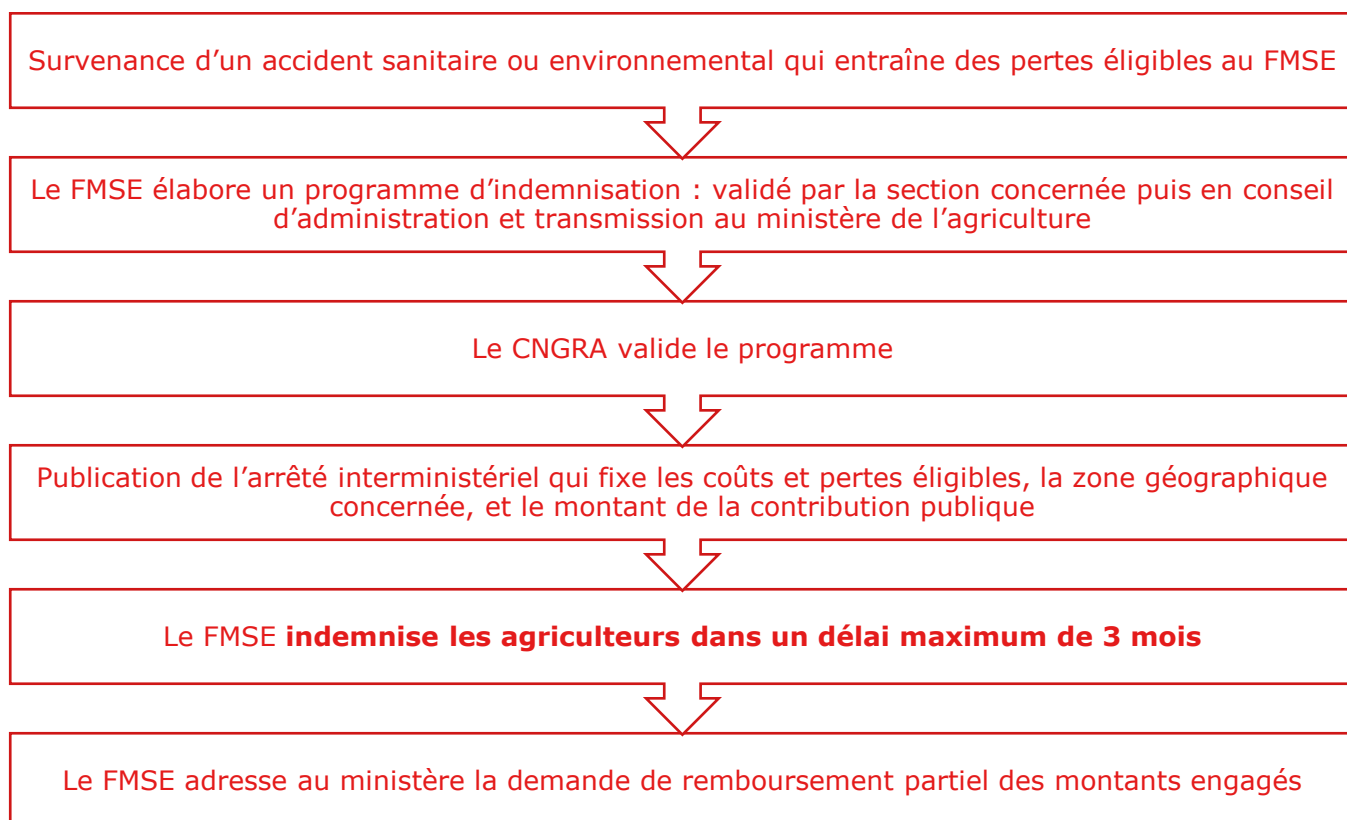 Survenance d’un accident sanitaire ou environnemental qui entraîne des pertes éligibles au FMSE
Le FMSE élabore un programme d’indemnisation : validé par la section concernée puis en conseil
d’administration et transmission au ministère de l’agriculture
Le CNGRA valide le programme
Publication de l’arrêté interministériel qui fixe les coûts et pertes éligibles, la zone géographique
concernée, et le montant de la contribution publique
Le FMSE indemnise les agriculteurs dans un délai maximum de 3 mois
Le FMSE adresse au ministère la demande de remboursement partiel des montants engagés